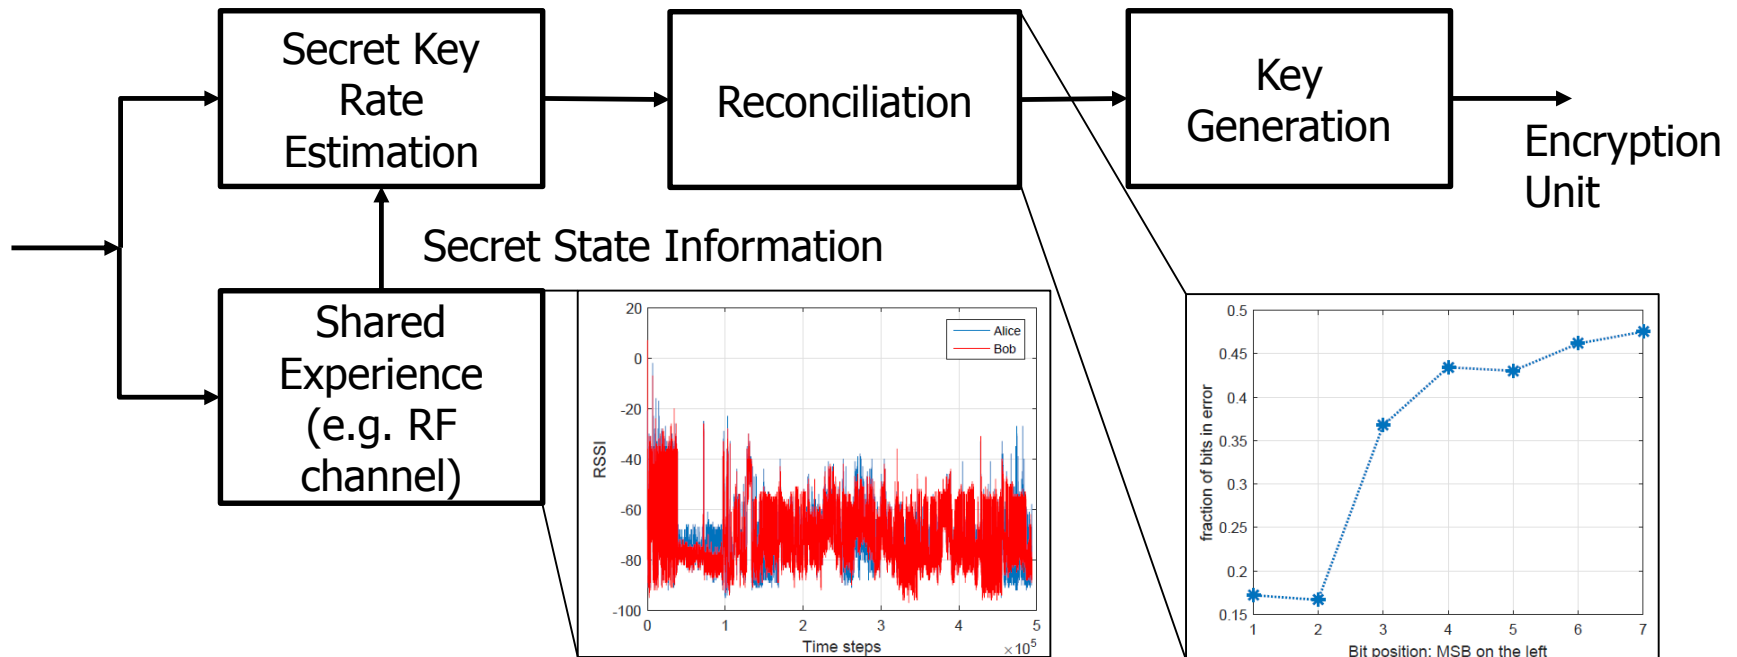 Secret Key
Rate
Estimation
Reconciliation
Key
Generation
Encryption
Unit
Secret State Information
Shared
Experience
(e.g. RF
channel)
20
0
-20
-40
-60
-80
-100
RSSI
Alice
Bob
0
1
2
3
4
5
Time steps
×10⁵
0.5
0.45
0.4
0.35
0.3
0.25
0.2
0.15
fraction of bits in error
1
2
3
4
5
6
7
Bit position: MSB on the left